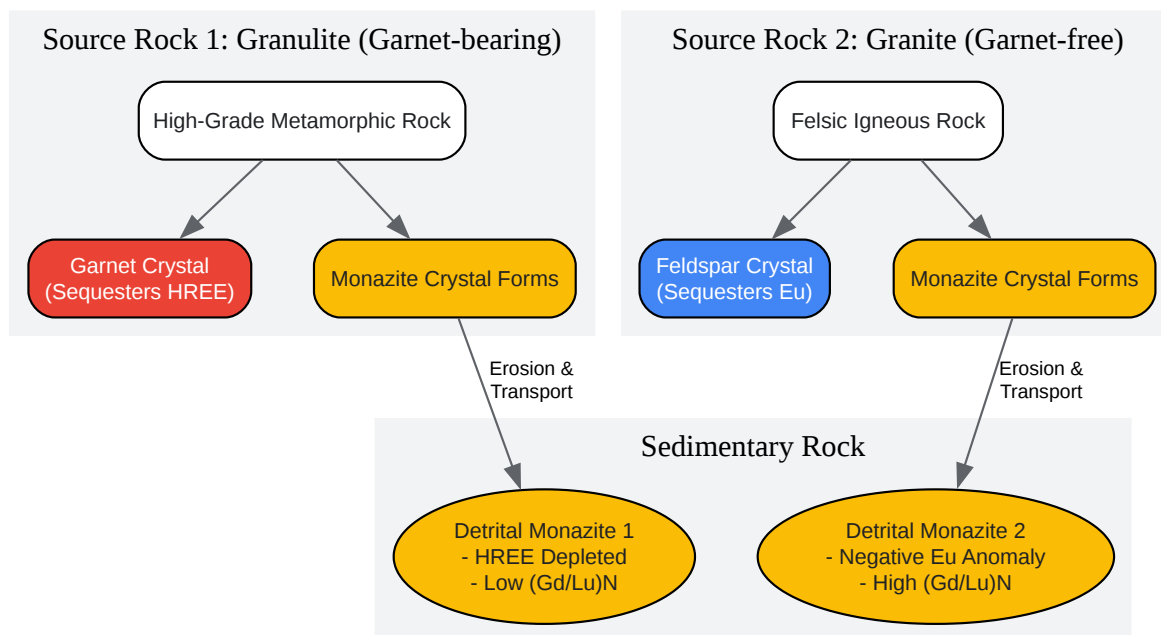 Source Rock 1: Granulite (Garnet-bearing)
High-Grade Metamorphic Rock
Garnet Crystal
(Sequesters HREE)
Monazite Crystal Forms
Source Rock 2: Granite (Garnet-free)
Felsic Igneous Rock
Feldspar Crystal
(Sequesters Eu)
Monazite Crystal Forms
Erosion &
Transport
Erosion &
Transport
Sedimentary Rock
Detrital Monazite 1
- HREE Depleted
- Low (Gd/Lu)N
Detrital Monazite 2
- Negative Eu Anomaly
- High (Gd/Lu)N